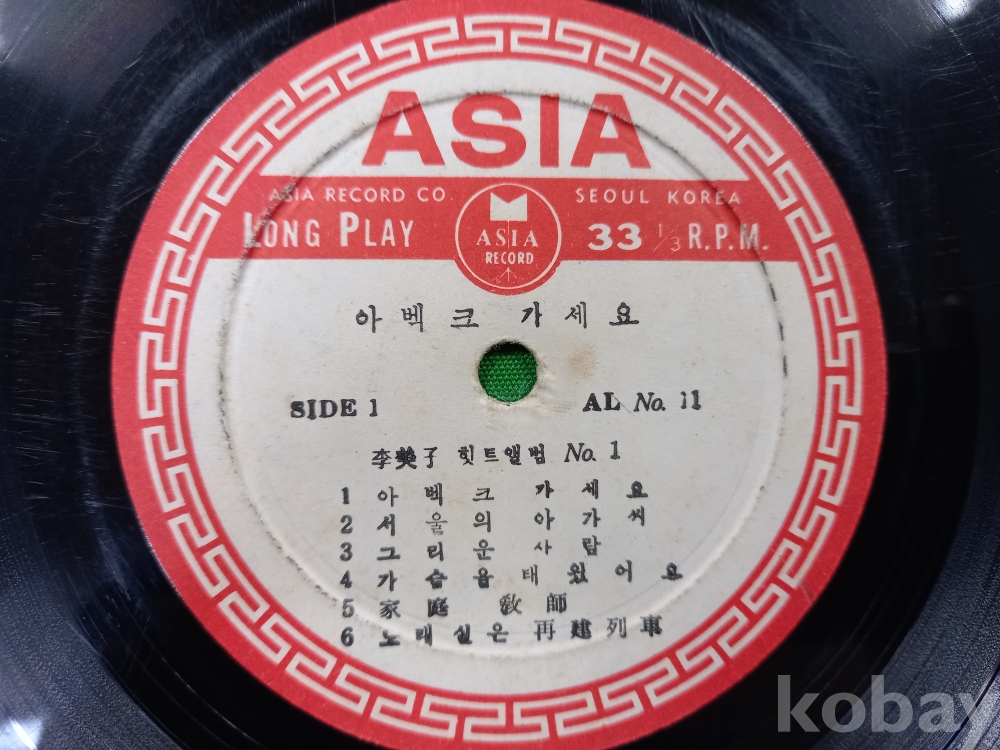 ASIA
ASIA RECORD CO. SEOUL KOREA
LONG PLAY ASIA RECORD 33 1/3 R.P.M.
아벡크 가세요
SIDE 1 AL No. 11
李美子 힛트앨범 No. 1
1 아벡크 가세요
2 서울의 아가씨
3 그리운 사람
4 가슴을 태웠어요
5 家庭 敎師
6 노래실은 再建列車
kobay